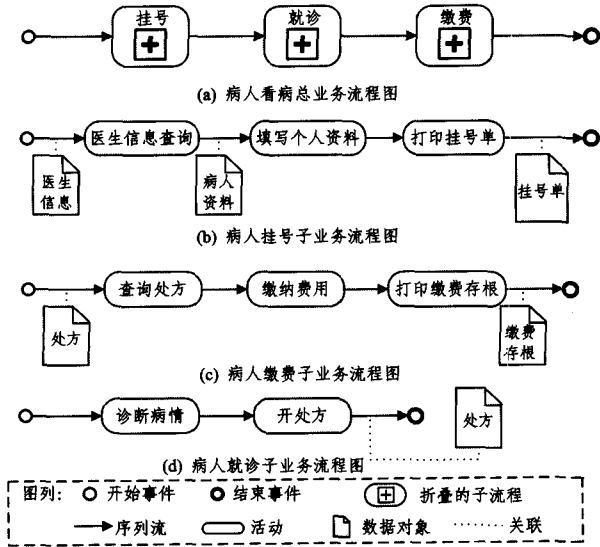 挂号 就诊 缴费
(a) 病人看病总业务流程图
医生信息查询 填写个人资料 打印挂号单
医生信息
病人资料
挂号单
(b) 病人挂号子业务流程图
查询处方 缴纳费用 打印缴费存根
处方
缴费存根
(c) 病人缴费子业务流程图
诊断病情 开处方
处方
(d) 病人就诊子业务流程图
图列: 开始事件 结束事件 折叠的子流程
序列流 活动 数据对象 关联